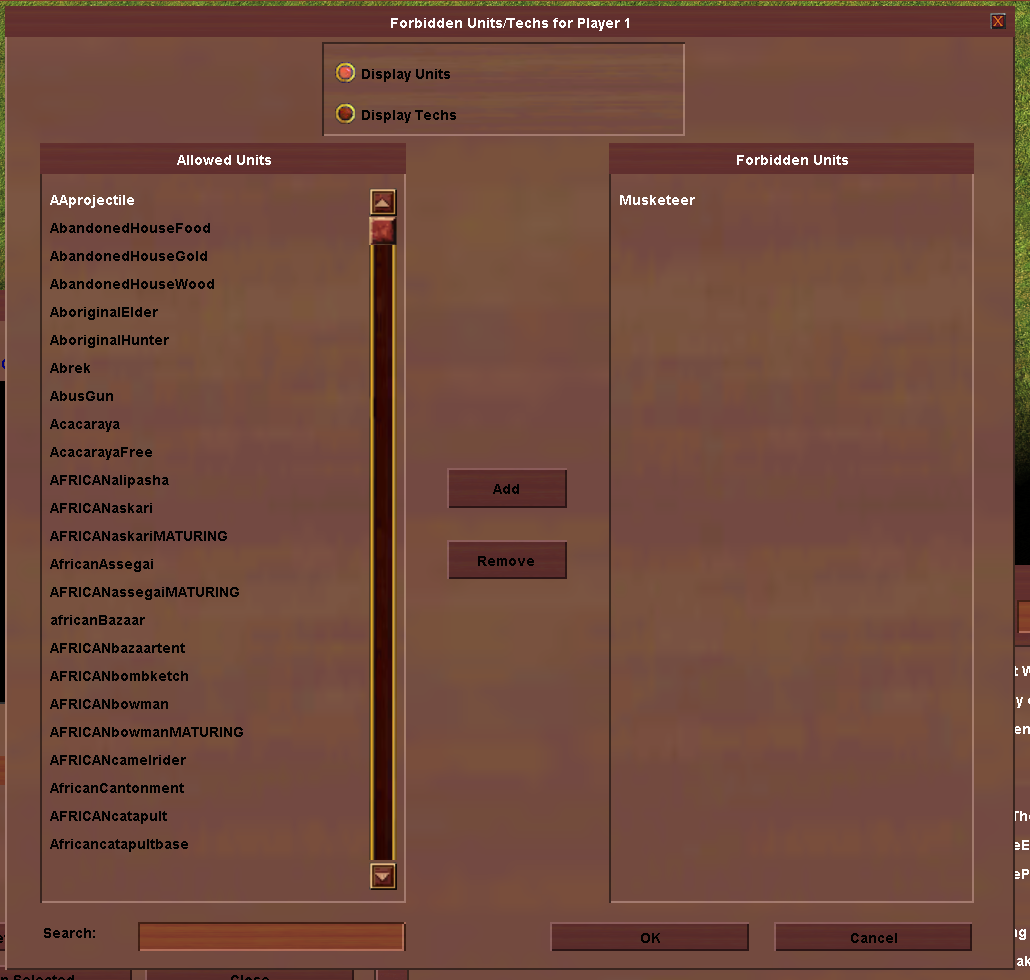 Forbidden Units/Techs for Player 1
X
Display Units
Display Techs
Allowed Units
AAprojectile
AbandonedHouseFood
AbandonedHouseGold
AbandonedHouseWood
AboriginalElder
AboriginalHunter
Abrek
AbusGun
Acacaraya
AcacarayaFree
AFRICANalipasha
AFRICANaskari
AFRICANaskariMATURING
AfricanAssegai
AFRICANassegaiMATURING
africanBazaar
AFRICANbazaartent
AFRICANbombketch
AFRICANbowman
AFRICANbowmanMATURING
AFRICANcamelrider
AfricanCantonment
AFRICANcatapult
Africancatapultbase
Add
Remove
Forbidden Units
Musketeer
Search:
OK
Cancel
Selected
Close